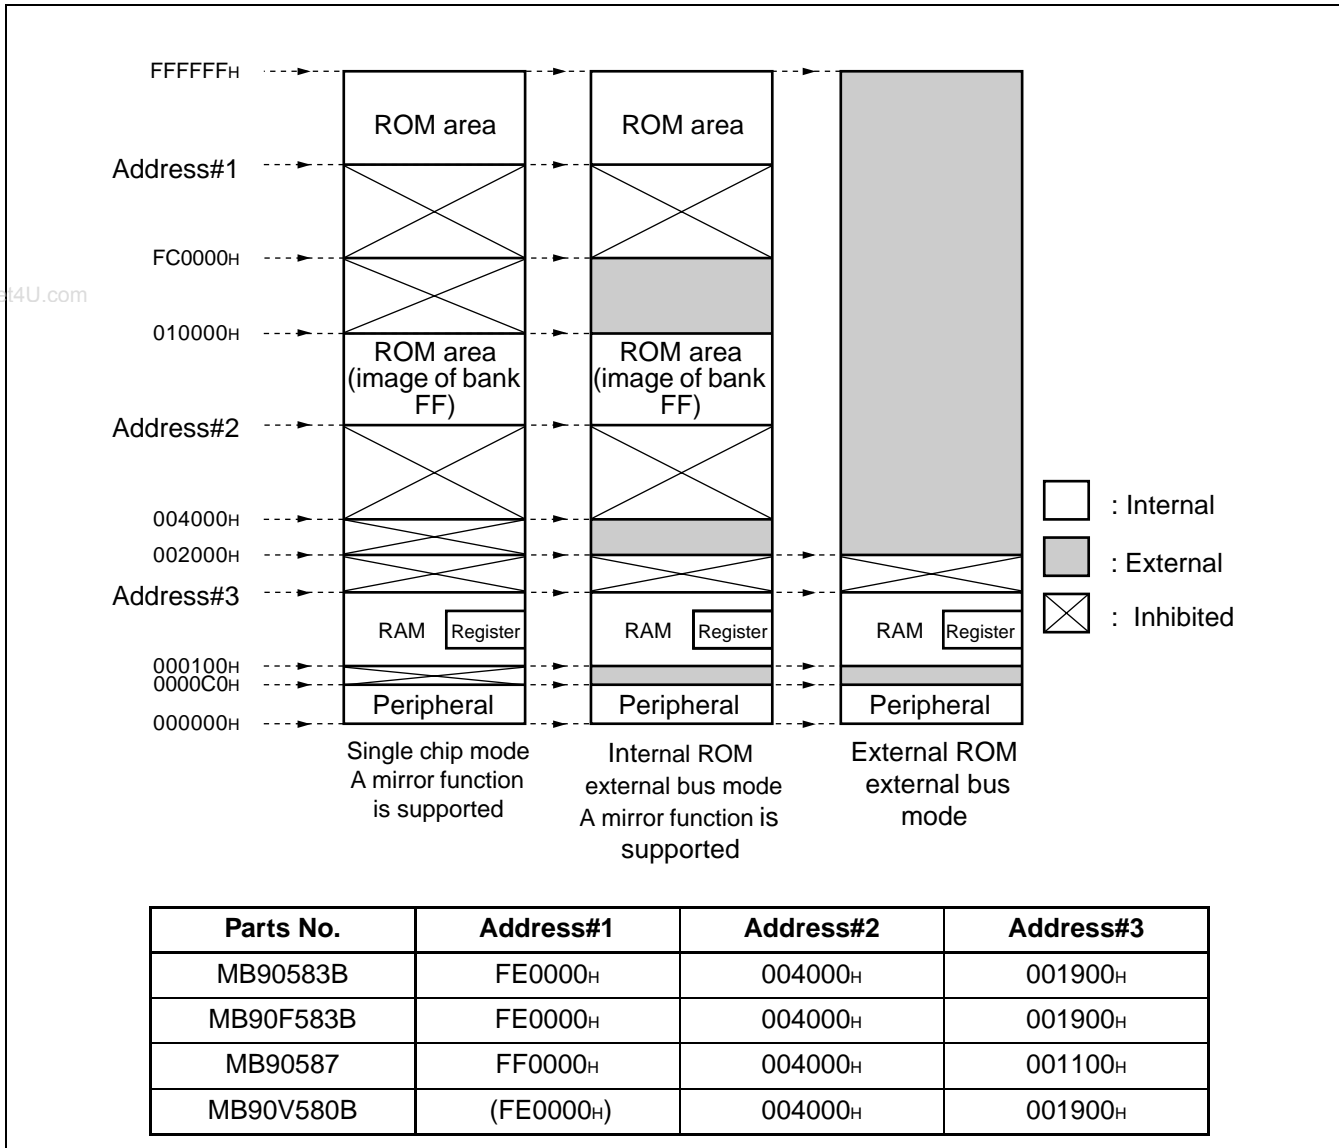 FFFFFFH
ROM area
ROM area
Address#1
FC0000H
st4U.com
010000H
ROM area
(image of bank
FF)
ROM area
(image of bank
FF)
Address#2
004000H
: Internal
002000H
: External
Address#3
: Inhibited
RAM
Register
RAM
Register
RAM
Register
000100H
0000C0H
Peripheral
Peripheral
Peripheral
000000H
Single chip mode
A mirror function
is supported
Internal ROM
external bus mode
A mirror function is
supported
External ROM
external bus
mode
Parts No. Address#1 Address#2 Address#3
MB90583B FE0000H 004000H 001900H
MB90F583B FE0000H 004000H 001900H
MB90587 FF0000H 004000H 001100H
MB90V580B (FE0000H) 004000H 001900H